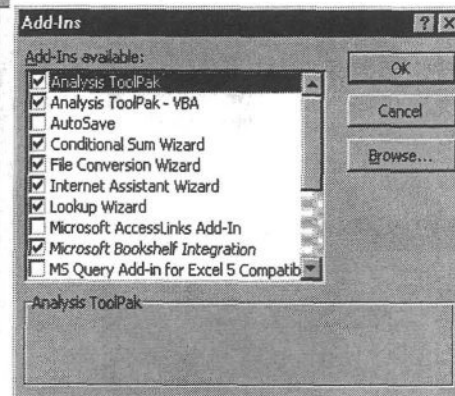 Add-Ins
Add-Ins available:
Analysis ToolPak
Analysis ToolPak - VBA
AutoSave
Conditional Sum Wizard
File Conversion Wizard
Internet Assistant Wizard
Lookup Wizard
Microsoft AccessLinks Add-In
Microsoft Bookshelf Integration
MS Query Add-in for Excel 5 Compatib
OK
Cancel
Browse...
Analysis ToolPak